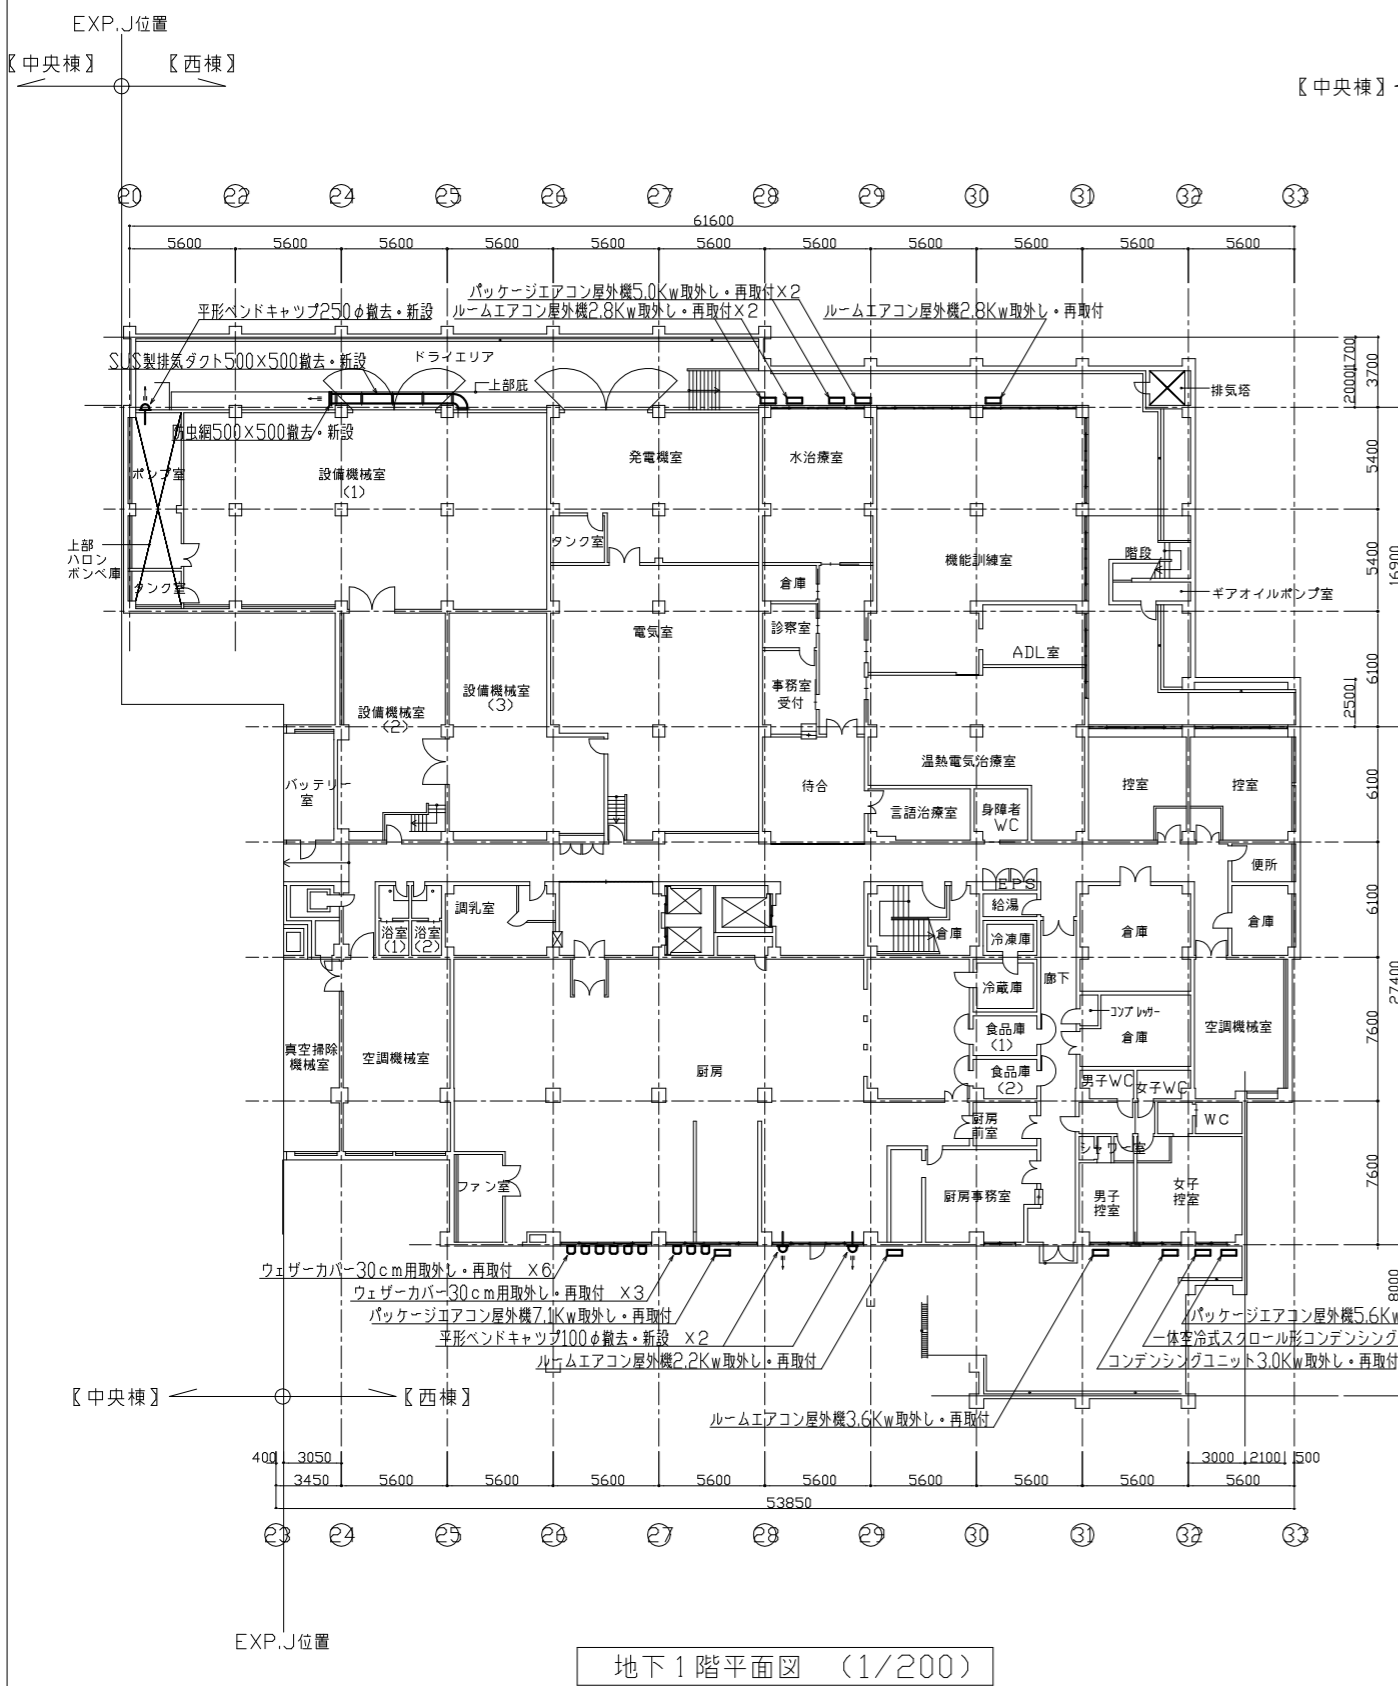 EXP.J位置
〖中央棟〗 〖西棟〗
〖中央棟〗
20 22 24 25 26 27 28 29 30 31 32 33
61600
5600 5600 5600 5600 5600 5600 5600 5600 5600 5600 5600
パッケージエアコン屋外機5.0Kw取外し・再取付×2
平形ベンドキャップ250φ撤去・新設
ルームエアコン屋外機2.8Kw取外し・再取付×2
ルームエアコン屋外機2.8Kw取外し・再取付
SUS製排気ダクト500×500撤去・新設
ドライエリア
上部庇
排気塔
防虫網500×500撤去・新設
1700
2000
3700
ポンプ室
設備機械室
(1)
発電機室
水治療室
5400
上部
ハロン
ボンベ庫
タンク室
タンク室
機能訓練室
階段
5400
16900
倉庫
ギアオイルポンプ室
電気室
診察室
ADL室
6100
設備機械室
(3)
事務室
受付
設備機械室
(2)
2500
温熱電気治療室
バッテリー
室
待合
控室
控室
6100
言語治療室
身障者
WC
便所
EPS
調乳室
給湯
6100
浴室
(1)
浴室
(2)
倉庫
冷凍庫
倉庫
倉庫
廊下
冷蔵庫
27400
コンプレッサー
倉庫
空調機械室
食品庫
(1)
7600
真空掃除
機械室
空調機械室
厨房
食品庫
(2)
男子WC
女子WC
厨房
前室
WC
シャワー室
ファン室
厨房事務室
男子
控室
女子
控室
7600
ウェザーカバー30cm用取外し・再取付 ×6
ウェザーカバー30cm用取外し・再取付 ×3
8000
パッケージエアコン屋外機7.1Kw取外し・再取付
パッケージエアコン屋外機5.6Kw
平形ベンドキャップ100φ撤去・新設 ×2
一体空冷式スクロール形コンデンシング
ルームエアコン屋外機2.2Kw取外し・再取付
コンデンシングユニット3.0Kw取外し・再取付
〖中央棟〗 〖西棟〗
ルームエアコン屋外機3.6Kw取外し・再取付
400 3050 3000 2100 500
3450 5600 5600 5600 5600 5600 5600 5600 5600 5600
53850
23 24 25 26 27 28 29 30 31 32 33
EXP.J位置
地下1階平面図 (1/200)